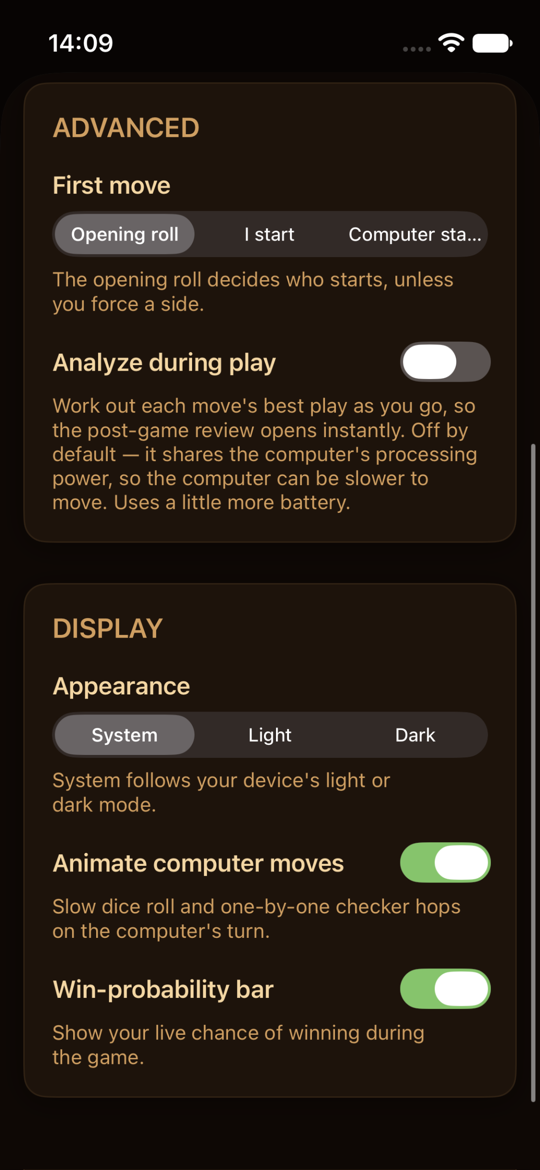 14:09
ADVANCED
First move
Opening roll
I start
Computer sta...
The opening roll decides who starts, unless
you force a side.
Analyze during play
Work out each move's best play as you go, so
the post-game review opens instantly. Off by
default — it shares the computer's processing
power, so the computer can be slower to
move. Uses a little more battery.
DISPLAY
Appearance
System
Light
Dark
System follows your device's light or
dark mode.
Animate computer moves
Slow dice roll and one-by-one checker hops
on the computer's turn.
Win-probability bar
Show your live chance of winning during
the game.